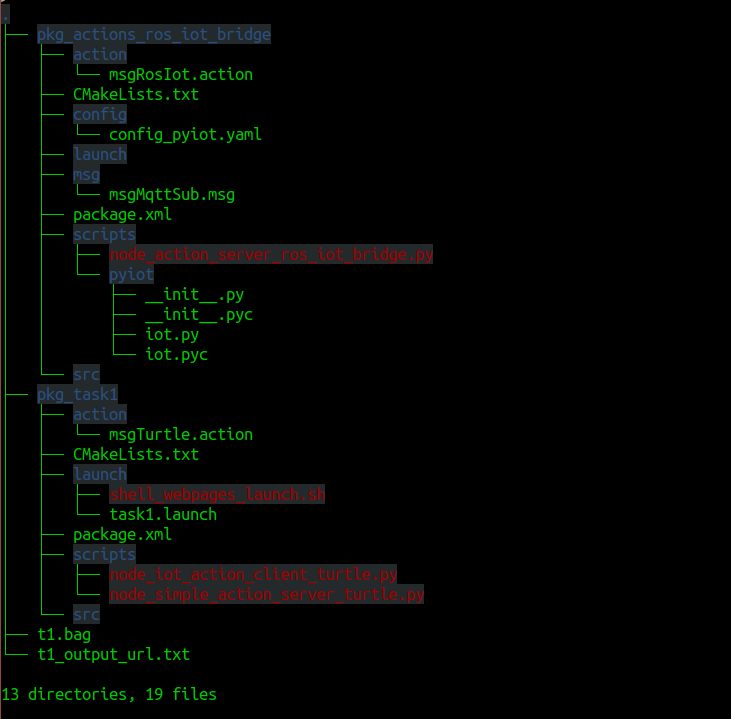 .
├── pkg_actions_ros_iot_bridge
│   ├── action
│   │   └── msgRosIot.action
│   ├── CMakeLists.txt
│   ├── config
│   │   └── config_pyiot.yaml
│   ├── launch
│   ├── msg
│   │   └── msgMqttSub.msg
│   ├── package.xml
│   ├── scripts
│   │   ├── node_action_server_ros_iot_bridge.py
│   │   └── pyiot
│   │       ├── __init__.py
│   │       ├── __init__.pyc
│   │       ├── iot.py
│   │       └── iot.pyc
│   └── src
├── pkg_task1
│   ├── action
│   │   └── msgTurtle.action
│   ├── CMakeLists.txt
│   ├── launch
│   │   ├── shell_webpages_launch.sh
│   │   └── task1.launch
│   ├── package.xml
│   ├── scripts
│   │   ├── node_iot_action_client_turtle.py
│   │   └── node_simple_action_server_turtle.py
│   └── src
├── t1.bag
└── t1_output_url.txt
13 directories, 19 files